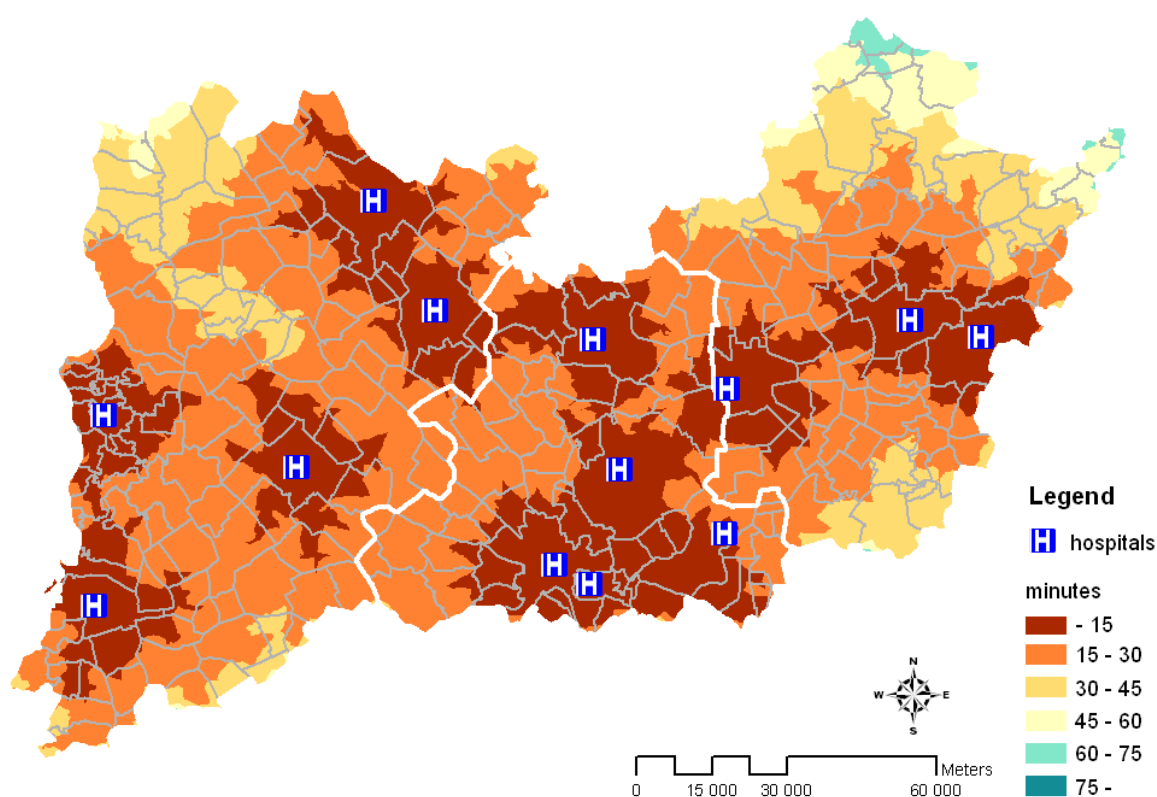 H
H
H
H
H
H
H
H
H
H
H
H
H
Legend
H hospitals
minutes
- 15
15 - 30
30 - 45
45 - 60
60 - 75
75 -
N
W E
S
Meters
0 15 000 30 000 60 000